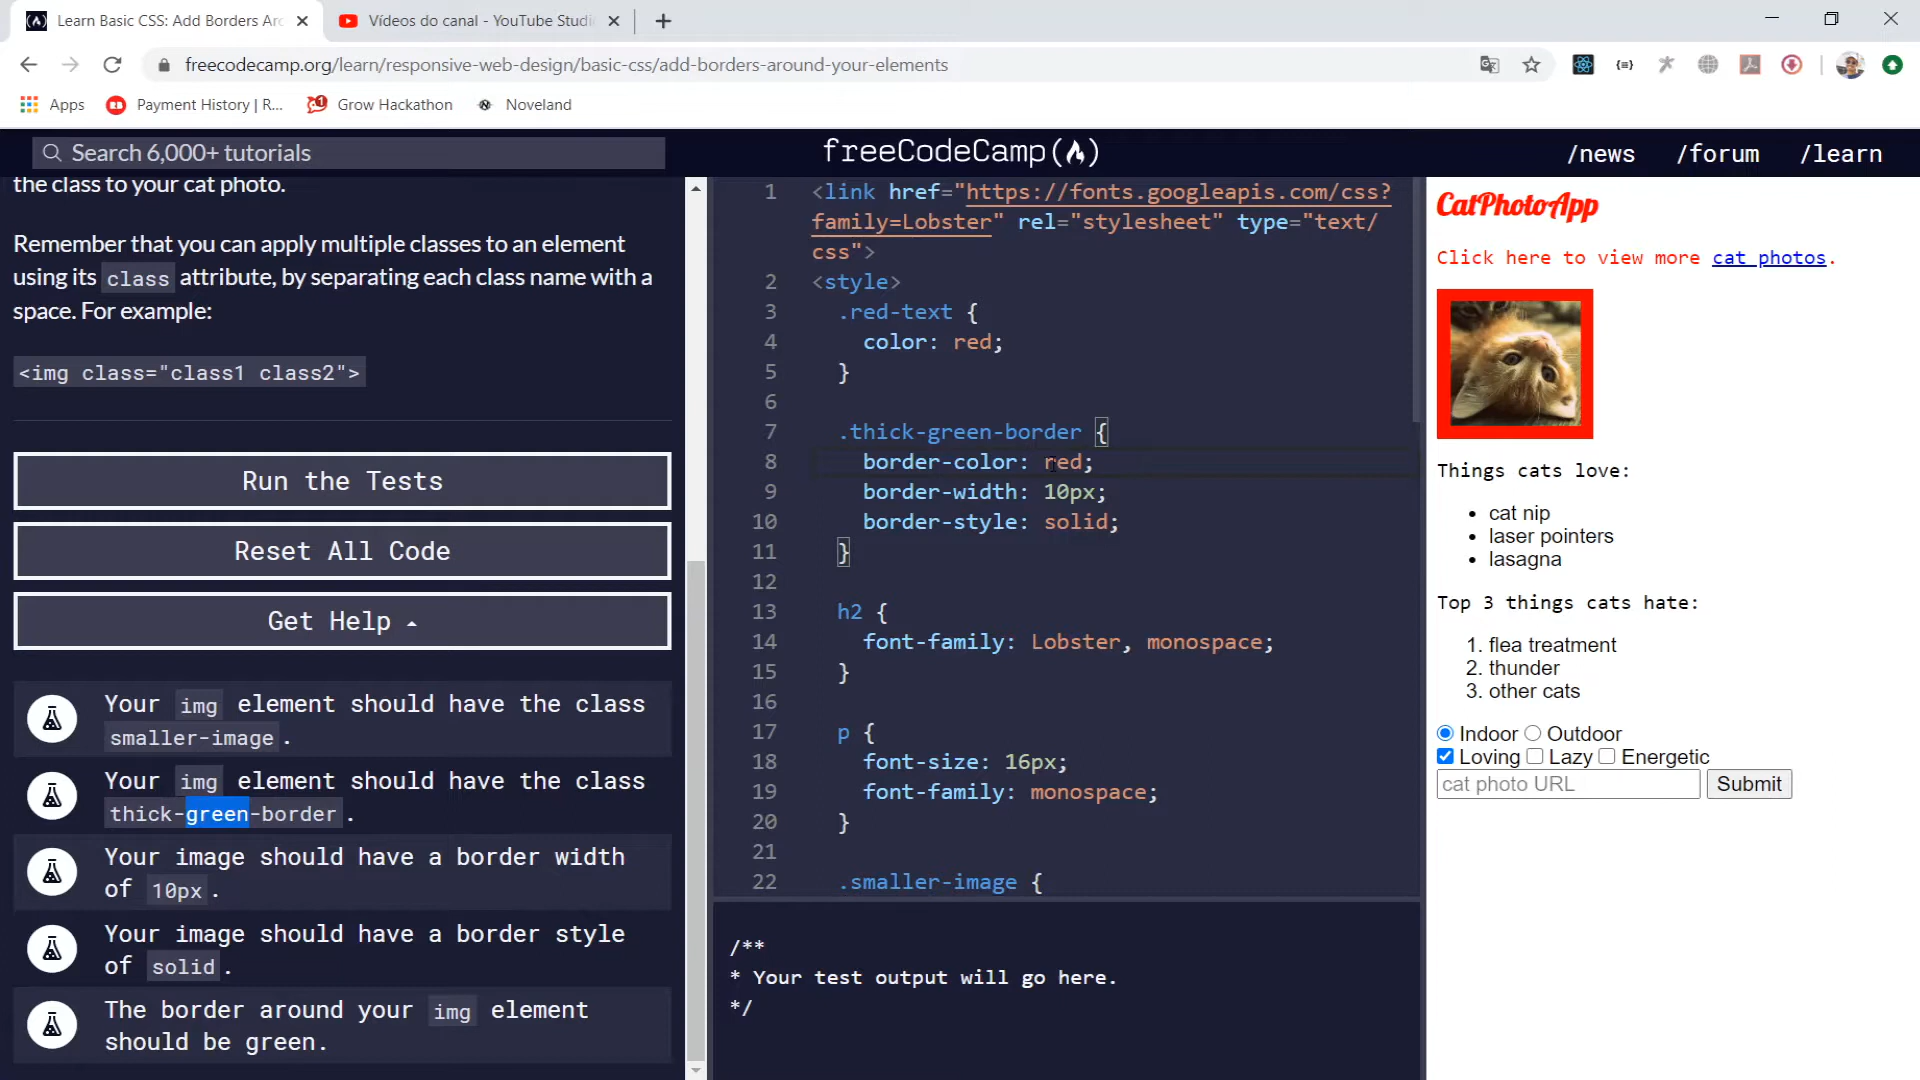 Learn Basic CSS: Add Borders Ar
Vídeos do canal - YouTube Studi
freecodecamp.org/learn/responsive-web-design/basic-css/add-borders-around-your-elements
Apps
Payment History | R...
Grow Hackathon
Noveland
Search 6,000+ tutorials
freeCodeCamp(
)
/news
/forum
/learn
the class to your cat photo.
Remember that you can apply multiple classes to an element
using its class attribute, by separating each class name with a
space. For example:
<img class="class1 class2">
Run the Tests
Reset All Code
Get Help
Your img element should have the class
smaller-image.
Your img element should have the class
thick-green-border.
Your image should have a border width
of 10px.
Your image should have a border style
of solid.
The border around your img element
should be green.
1 <link href="https://fonts.googleapis.com/css?
family=Lobster" rel="stylesheet" type="text/
css">
2 <style>
3 .red-text {
4 color: red;
5 }
6
7 .thick-green-border {
8 border-color: red;
9 border-width: 10px;
10 border-style: solid;
11 }
12
13 h2 {
14 font-family: Lobster, monospace;
15 }
16
17 p {
18 font-size: 16px;
19 font-family: monospace;
20 }
21
22 .smaller-image {
/**
* Your test output will go here.
*/
CatPhotoApp
Click here to view more cat photos.
Things cats love:
• cat nip
• laser pointers
• lasagna
Top 3 things cats hate:
1. flea treatment
2. thunder
3. other cats
Indoor Outdoor
Loving Lazy Energetic
cat photo URL Submit